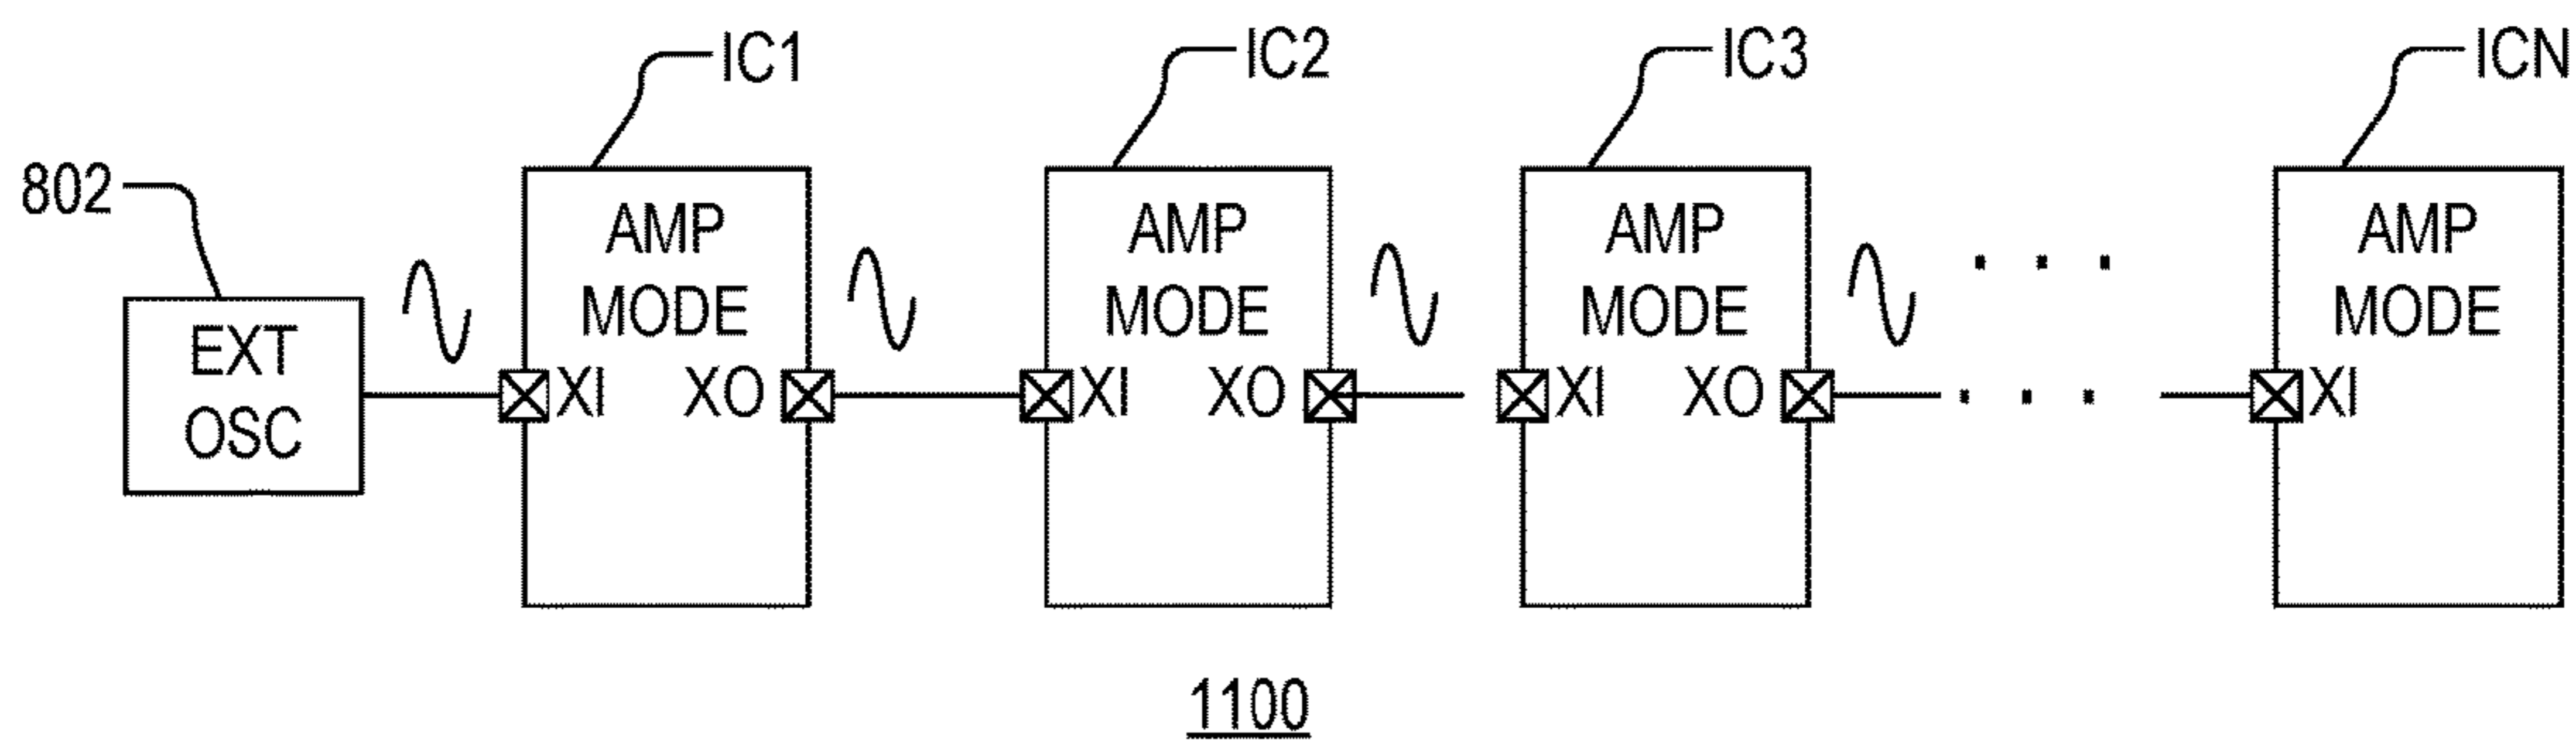 IC1 IC2 IC3 ICN
802
AMP AMP AMP AMP
MODE MODE MODE MODE
EXT
OSC
XI XO XI XO XI XO XI
1100